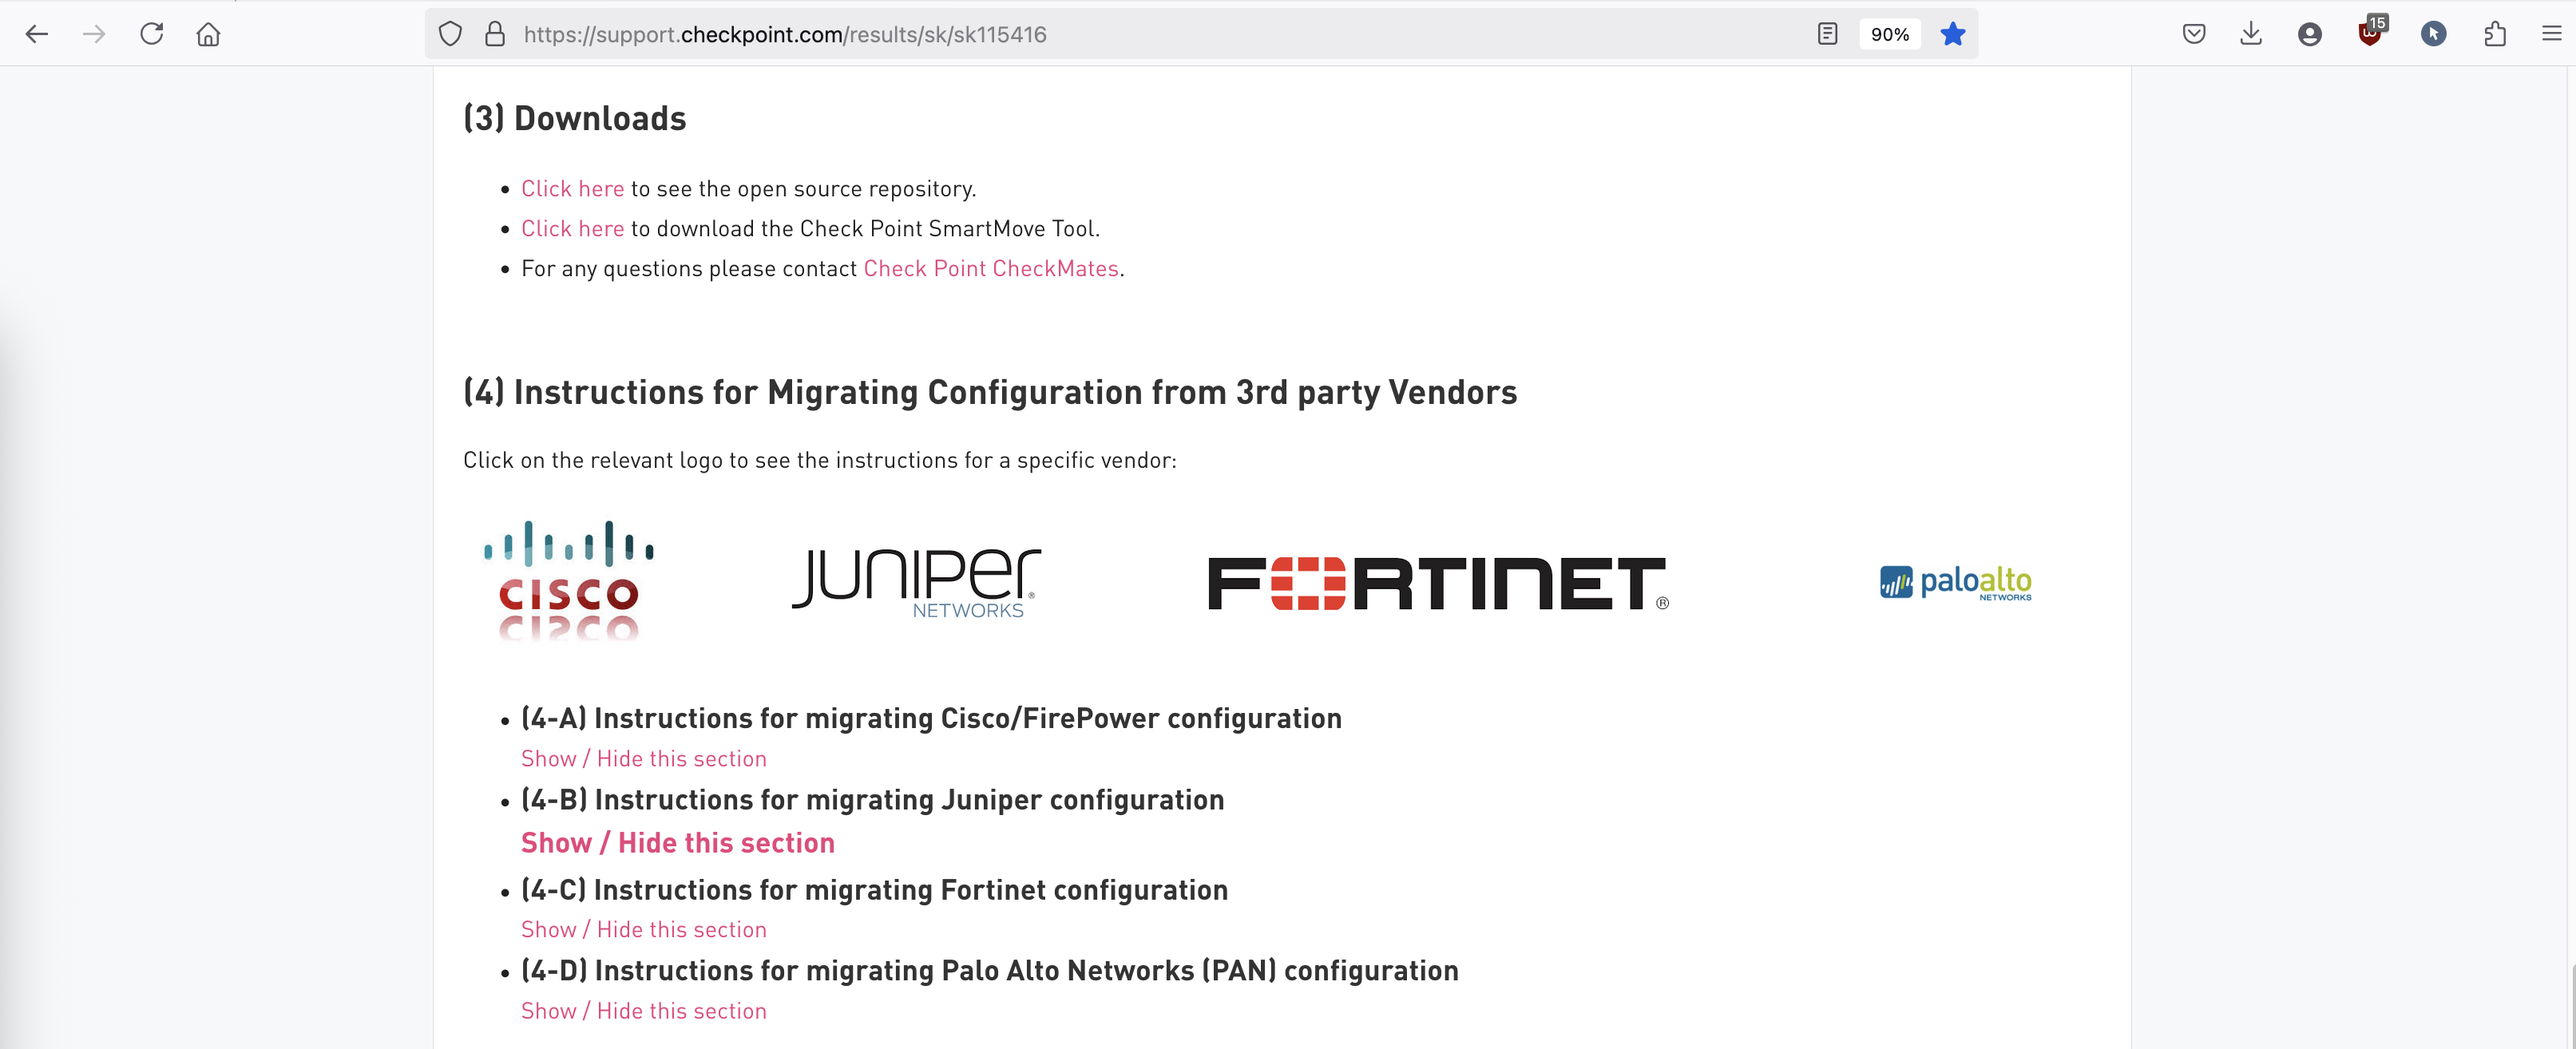 https://support.checkpoint.com/results/sk/sk115416
90%
15
(3) Downloads
Click here to see the open source repository.
Click here to download the Check Point SmartMove Tool.
For any questions please contact Check Point CheckMates.
(4) Instructions for Migrating Configuration from 3rd party Vendors
Click on the relevant logo to see the instructions for a specific vendor:
CISCO
JUNIPER
NETWORKS
FORTINET
paloalto
NETWORKS
(4-A) Instructions for migrating Cisco/FirePower configuration
Show / Hide this section
(4-B) Instructions for migrating Juniper configuration
Show / Hide this section
(4-C) Instructions for migrating Fortinet configuration
Show / Hide this section
(4-D) Instructions for migrating Palo Alto Networks (PAN) configuration
Show / Hide this section